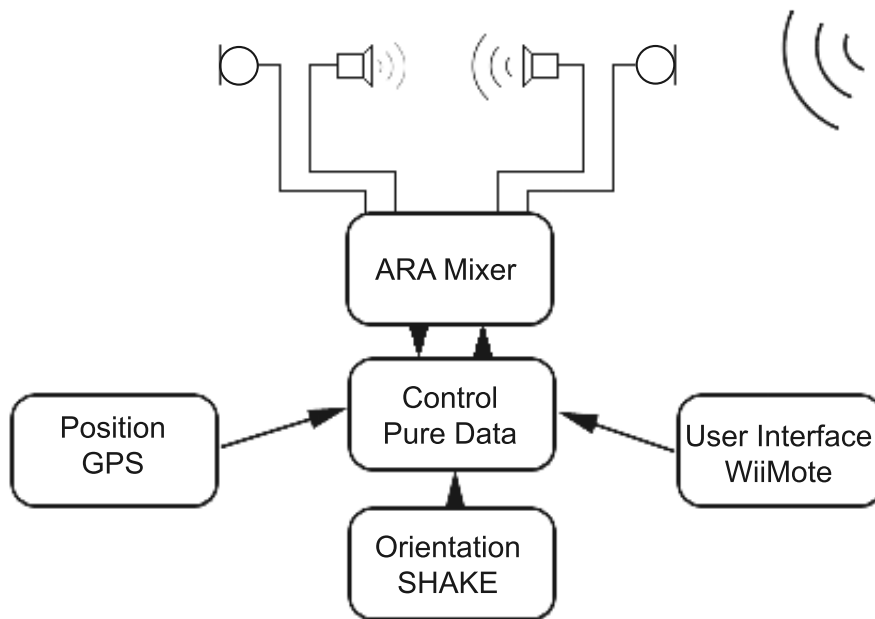 ARA Mixer
Control
Pure Data
Position
GPS
User Interface
WiiMote
Orientation
SHAKE